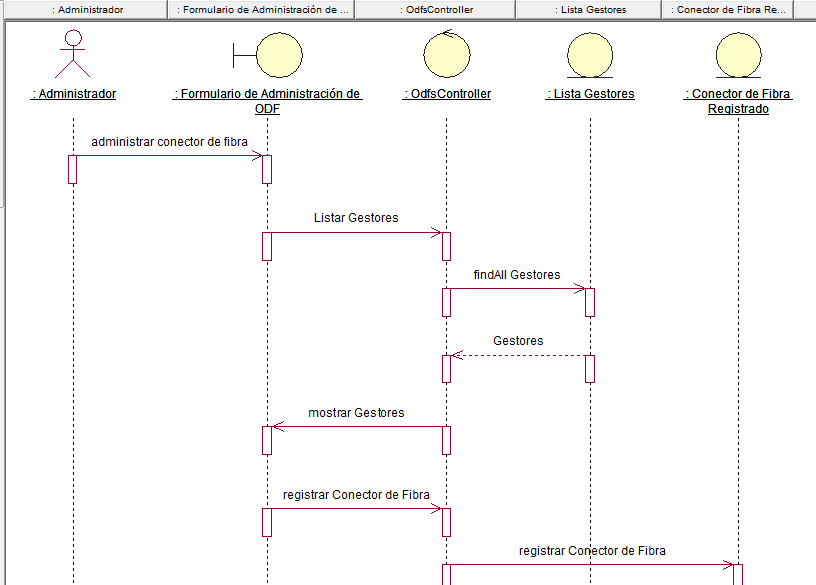 : Administrador
: Formulario de Administración de ...
: OdfsController
: Lista Gestores
: Conector de Fibra Re...
: Administrador
: Formulario de Administración de
ODF
: OdfsController
: Lista Gestores
: Conector de Fibra
Registrado
administrar conector de fibra
Listar Gestores
findAll Gestores
Gestores
mostrar Gestores
registrar Conector de Fibra
registrar Conector de Fibra